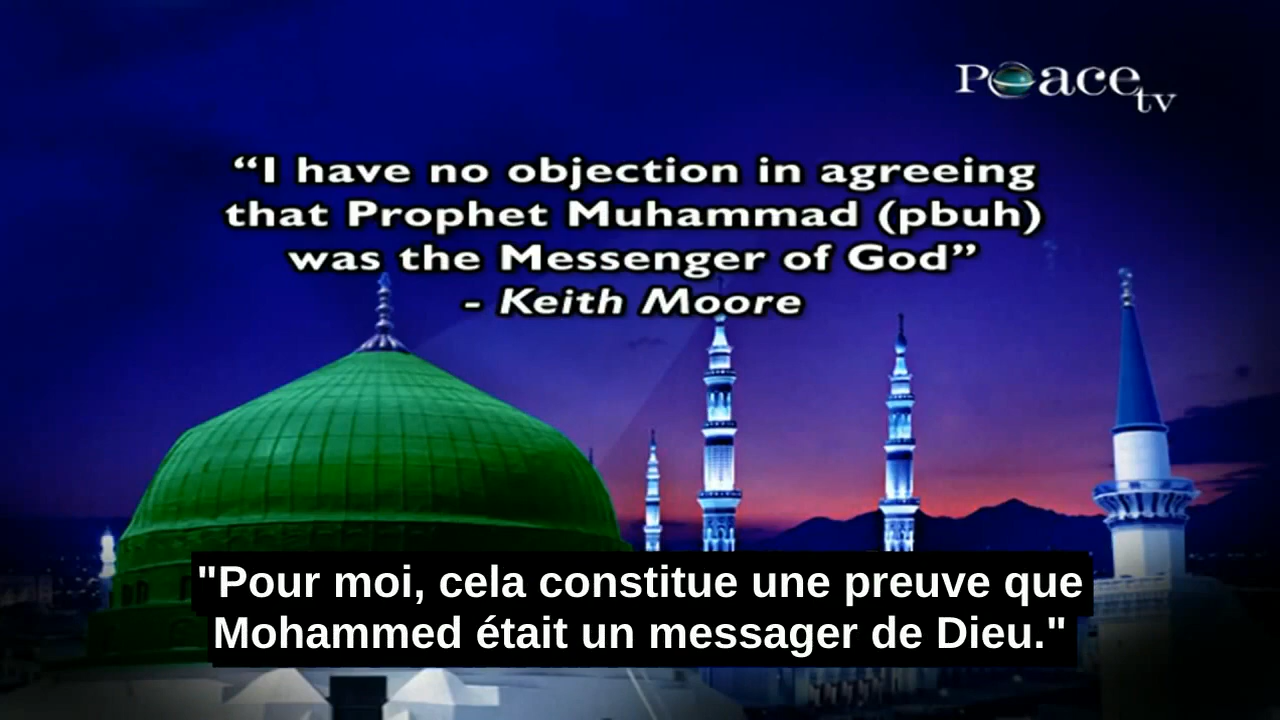 Peace tv
“I have no objection in agreeing
that Prophet Muhammad (pbuh)
was the Messenger of God”
- Keith Moore
"Pour moi, cela constitue une preuve que
Mohammed était un messager de Dieu."